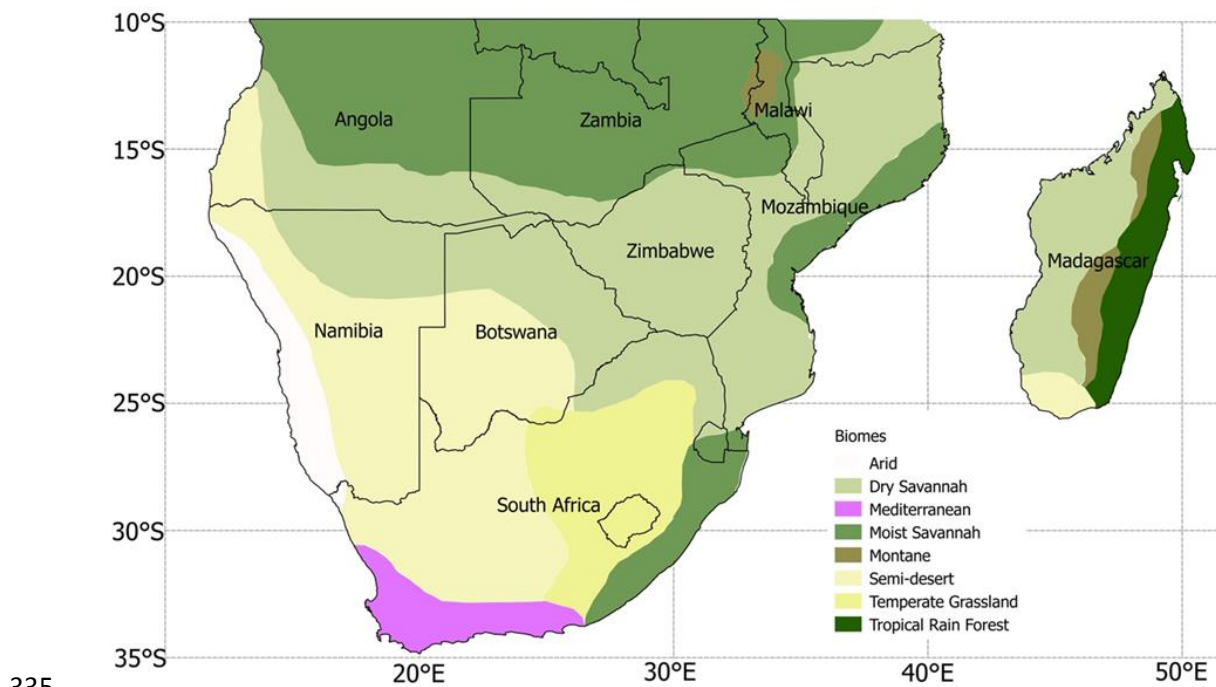 10°S
15°S
20°S
25°S
30°S
35°S
Angola
Zambia
Malawi
Mozambique
Zimbabwe
Madagascar
Namibia
Botswana
South Africa
Biomes
Arid
Dry Savannah
Mediterranean
Moist Savannah
Montane
Semi-desert
Temperate Grassland
Tropical Rain Forest
20°E
30°E
40°E
50°E
335